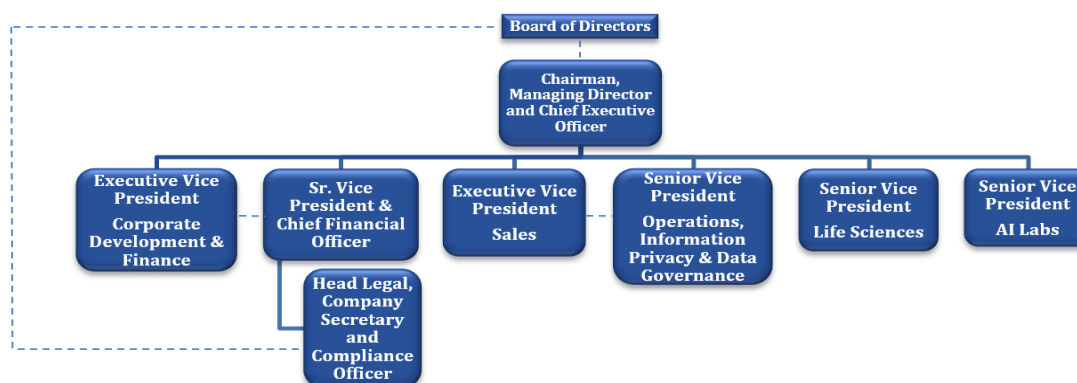 Board of Directors
Chairman,
Managing Director
and Chief Executive
Officer
Executive Vice
President
Corporate
Development &
Finance
Sr. Vice
President &
Chief Financial
Officer
Executive Vice
President
Sales
Senior Vice
President
Operations,
Information
Privacy & Data
Governance
Senior Vice
President
Life Sciences
Senior Vice
President
AI Labs
Head Legal,
Company
Secretary
and
Compliance
Officer